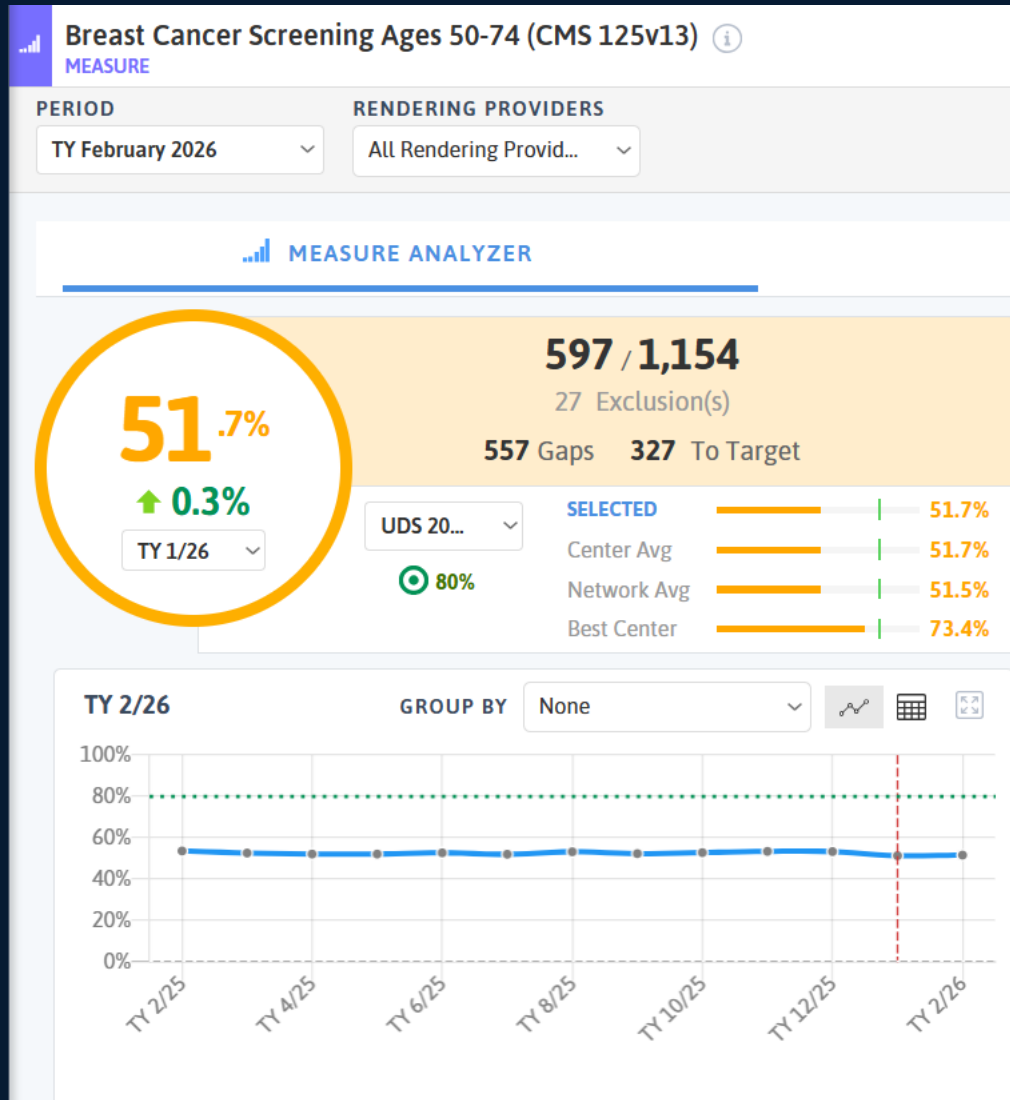 Breast Cancer Screening Ages 50-74 (CMS 125v13) i
MEASURE
PERIOD
RENDERING PROVIDERS
TY February 2026
All Rendering Provid...
MEASURE ANALYZER
51.7%
0.3%
TY 1/26
597 / 1,154
27 Exclusion(s)
557 Gaps 327 To Target
UDS 20...
80%
SELECTED 51.7%
Center Avg 51.7%
Network Avg 51.5%
Best Center 73.4%
TY 2/26
GROUP BY None
100%
80%
60%
40%
20%
0%
TY 2/25 TY 4/25 TY 6/25 TY 8/25 TY 10/25 TY 12/25 TY 2/26